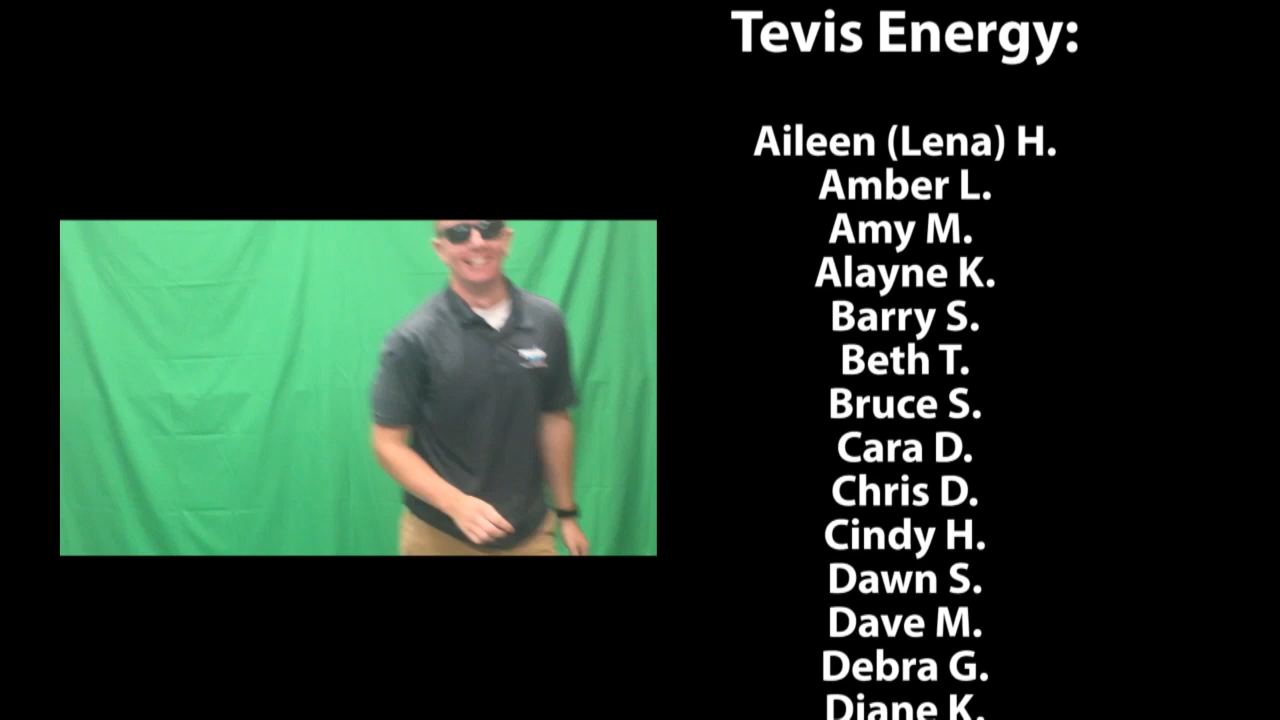 Tevis Energy:
Aileen (Lena) H.
Amber L.
Amy M.
Alayne K.
Barry S.
Beth T.
Bruce S.
Cara D.
Chris D.
Cindy H.
Dawn S.
Dave M.
Debra G.
Diane K.